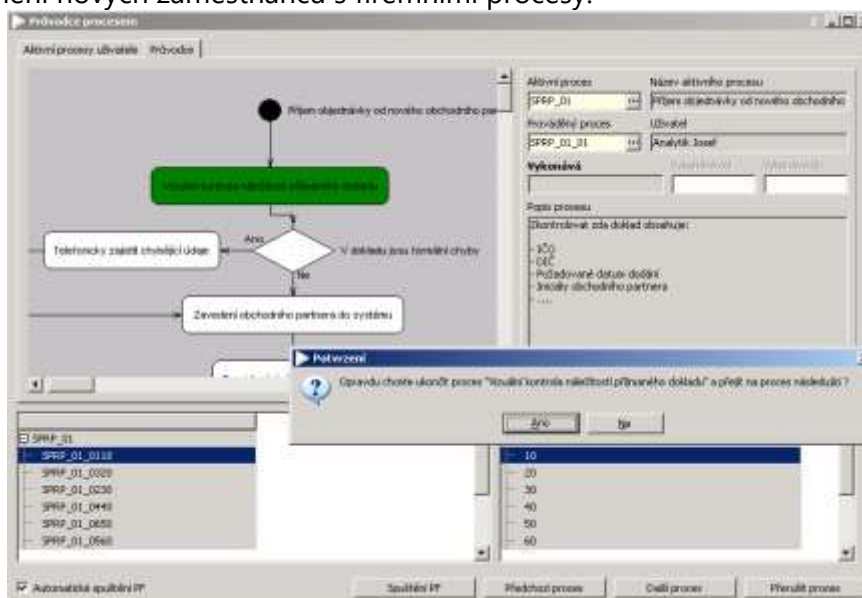 ení nových zaměstnanců s firemními procesy.
Průvodce procesem
Aktivní procesy uživatele Průvodce
Aktivní proces Název aktivního procesu
SPRP_01 ... Příjem objednávky od nového obchodního
Prováděný proces Uživatel
SPRP_01_01 ... Analytik Josef
Vykonává
Popis procesu
Zkontrolovat zda doklad obsahuje:
- IČO
- DIČ
- Požadované datum dodání
- Iniciály obchodního partnera
- ....
Příjem objednávky od nového obchodního par
Vizuální kontrola náležitostí přijímaného dokladu
Telefonicky zajistit chybějící údaje
Ano
V dokladu jsou formální chyby
Ne
Zavedení obchodního partnera do systému
Potvrzení
Opravdu chcete ukončit proces "Vizuální kontrola náležitostí přijímaného dokladu" a přejít na proces následující ?
Ano Ne
SPRP_01
SPRP_01_0110
SPRP_01_0320
SPRP_01_0230
SPRP_01_0440
SPRP_01_0650
SPRP_01_0560
10
20
30
40
50
60
Automatické spuštění PF Spuštění PF Předchozí proces Další proces Přerušit proces